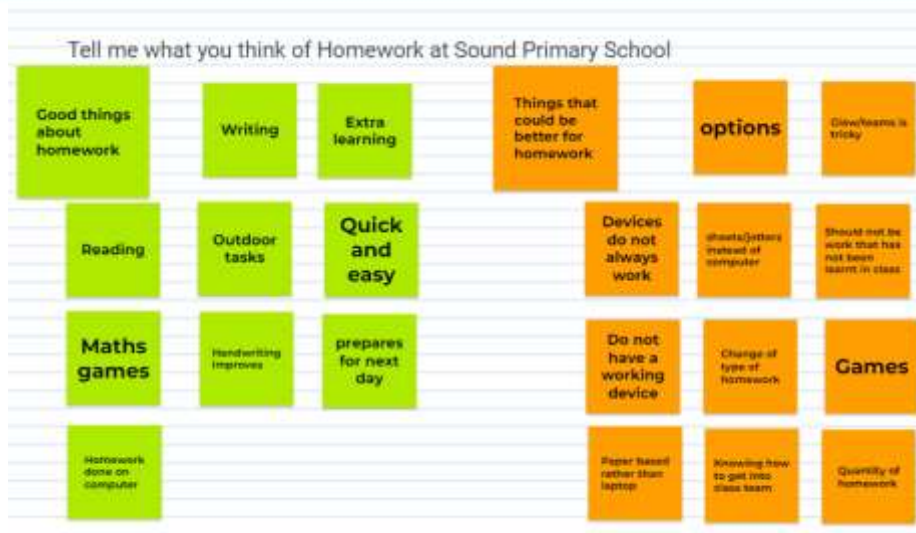 Tell me what you think of Homework at Sound Primary School
Good things
about
homework
Writing
Extra
learning
Things that
could be
better for
homework
options
Glow/teams is
tricky
Reading
Outdoor
tasks
Quick
and
easy
Devices
do not
always
work
sheets/jotters
instead of
computer
Should not be
work that has
not been
learnt in class
Maths
games
Handwriting
improves
prepares
for next
day
Do not
have a
working
device
Change of
type of
homework
Games
Homework
done on
computer
Paper based
rather than
laptop
Knowing how
to get into
class team
Quantity of
homework